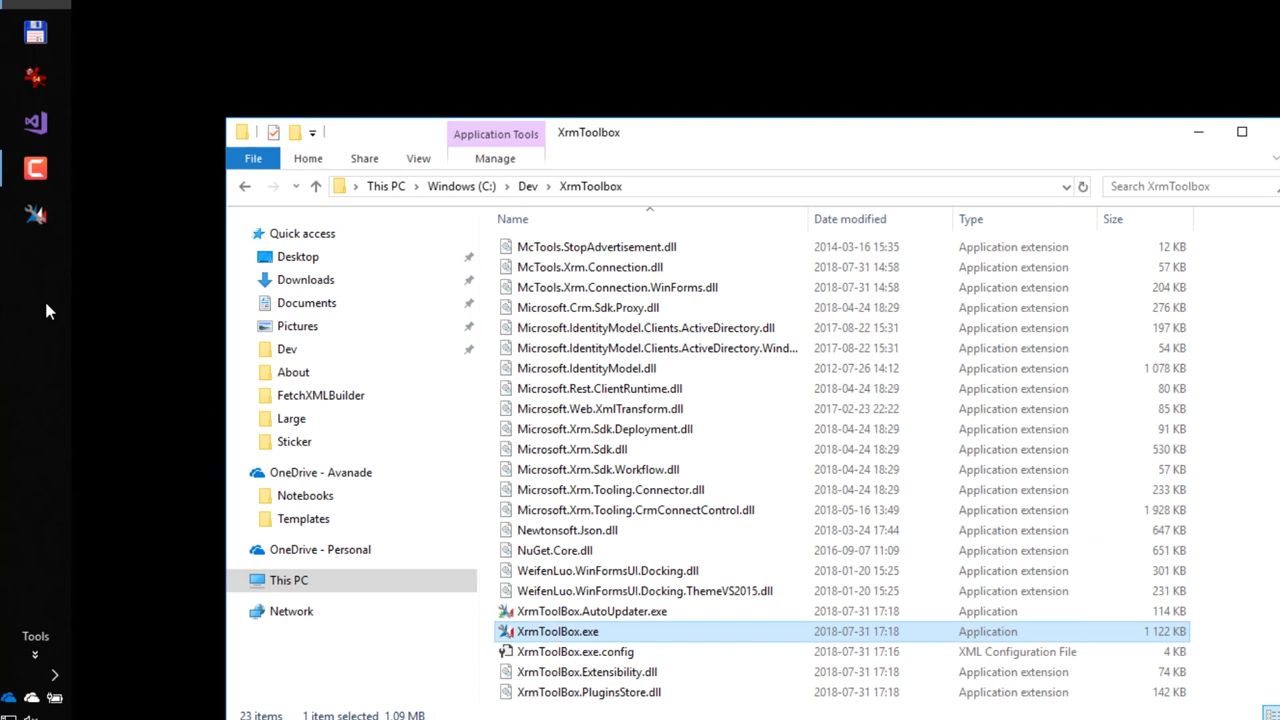 Application Tools
XrmToolbox
File
Home
Share
View
Manage
This PC
Windows (C:)
Dev
XrmToolbox
Search XrmToolbox
Name
Date modified
Type
Size
Quick access
Desktop
Downloads
Documents
Pictures
Dev
About
FetchXMLBuilder
Large
Sticker
OneDrive - Avanade
Notebooks
Templates
OneDrive - Personal
This PC
Network
McTools.StopAdvertisement.dll 2014-03-16 15:35 Application extension 12 KB
McTools.Xrm.Connection.dll 2018-07-31 14:58 Application extension 57 KB
McTools.Xrm.Connection.WinForms.dll 2018-07-31 14:58 Application extension 204 KB
Microsoft.Crm.Sdk.Proxy.dll 2018-04-24 18:29 Application extension 276 KB
Microsoft.IdentityModel.Clients.ActiveDirectory.dll 2017-08-22 15:31 Application extension 197 KB
Microsoft.IdentityModel.Clients.ActiveDirectory.Wind... 2017-08-22 15:31 Application extension 54 KB
Microsoft.IdentityModel.dll 2012-07-26 14:12 Application extension 1 078 KB
Microsoft.Rest.ClientRuntime.dll 2018-04-24 18:29 Application extension 80 KB
Microsoft.Web.XmlTransform.dll 2017-02-23 22:22 Application extension 85 KB
Microsoft.Xrm.Sdk.Deployment.dll 2018-04-24 18:29 Application extension 91 KB
Microsoft.Xrm.Sdk.dll 2018-04-24 18:29 Application extension 530 KB
Microsoft.Xrm.Sdk.Workflow.dll 2018-04-24 18:29 Application extension 57 KB
Microsoft.Xrm.Tooling.Connector.dll 2018-04-24 18:29 Application extension 233 KB
Microsoft.Xrm.Tooling.CrmConnectControl.dll 2018-05-16 13:49 Application extension 1 928 KB
Newtonsoft.Json.dll 2018-03-24 17:44 Application extension 647 KB
NuGet.Core.dll 2016-09-07 11:09 Application extension 651 KB
WeifenLuo.WinFormsUI.Docking.dll 2018-01-20 15:25 Application extension 301 KB
WeifenLuo.WinFormsUI.Docking.ThemeVS2015.dll 2018-01-20 15:25 Application extension 231 KB
XrmToolBox.AutoUpdater.exe 2018-07-31 17:18 Application 114 KB
XrmToolBox.exe 2018-07-31 17:18 Application 1 122 KB
XrmToolBox.exe.config 2018-07-31 17:16 XML Configuration File 4 KB
XrmToolBox.Extensibility.dll 2018-07-31 17:18 Application extension 74 KB
XrmToolBox.PluginsStore.dll 2018-07-31 17:18 Application extension 142 KB
23 items 1 item selected 1.09 MB
Tools